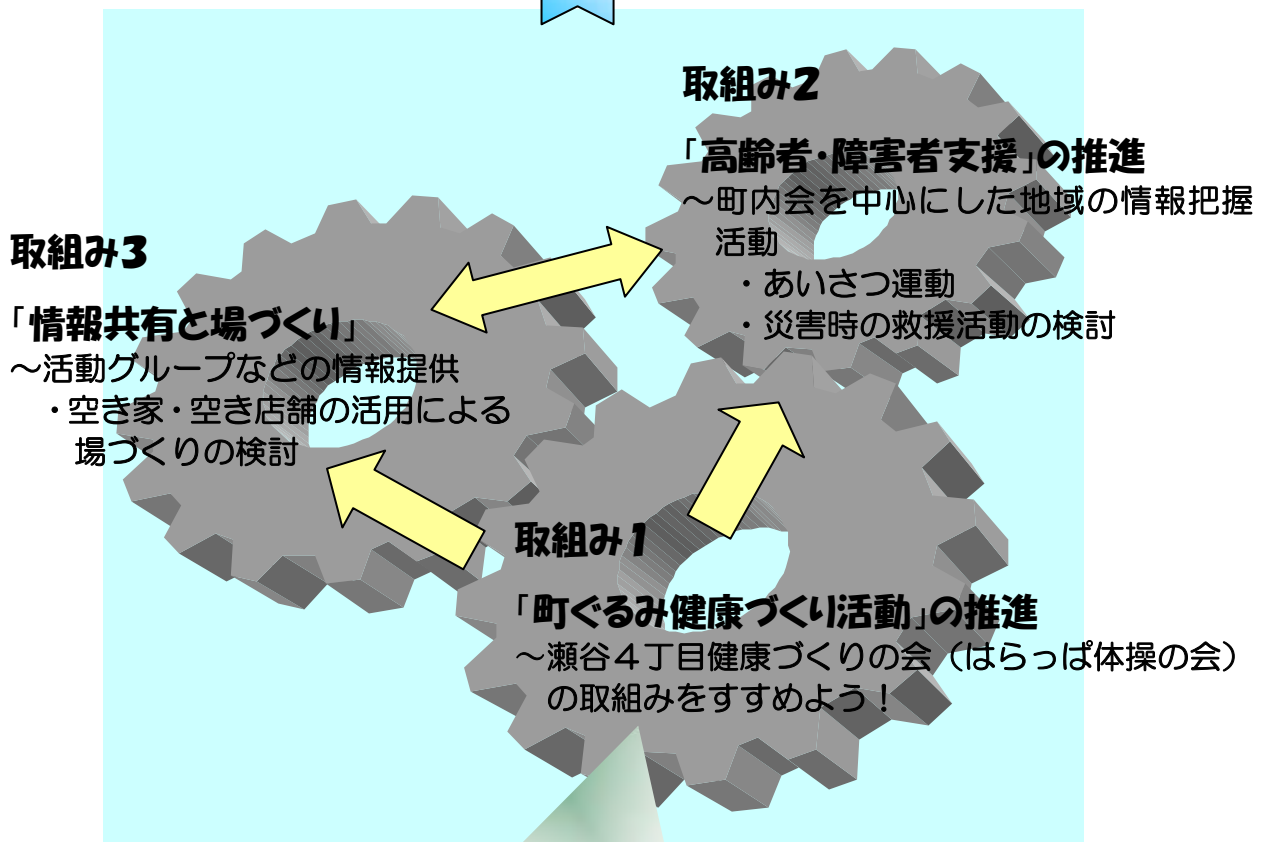 取組み2
「高齢者・障害者支援」の推進
～町内会を中心にした地域の情報把握
活動
・あいさつ運動
・災害時の救援活動の検討
取組み3
「情報共有と場づくり」
～活動グループなどの情報提供
・空き家・空き店舗の活用による
場づくりの検討
取組み1
「町ぐるみ健康づくり活動」の推進
～瀬谷４丁目健康づくりの会（はらっぱ体操の会）
の取組みをすすめよう！